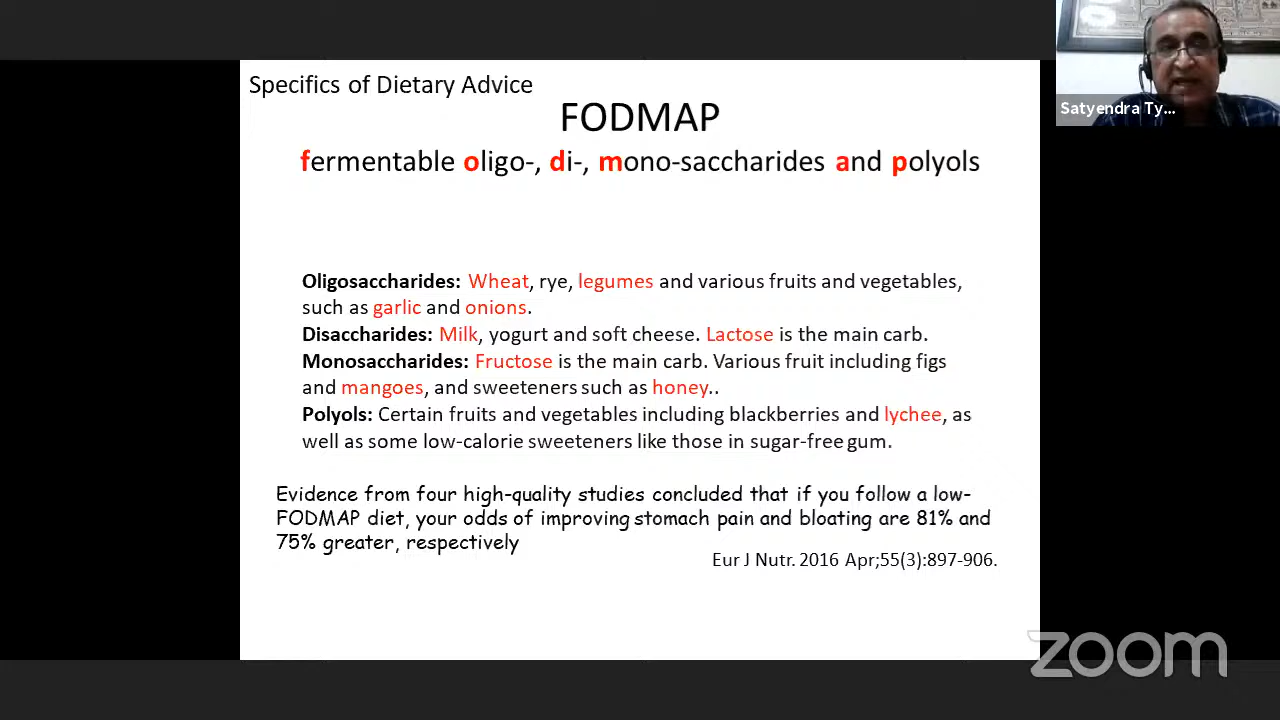 Specifics of Dietary Advice
FODMAP
fermentable oligo-, di-, mono-saccharides and polyols
Oligosaccharides: Wheat, rye, legumes and various fruits and vegetables,
such as garlic and onions.
Disaccharides: Milk, yogurt and soft cheese. Lactose is the main carb.
Monosaccharides: Fructose is the main carb. Various fruit including figs
and mangoes, and sweeteners such as honey..
Polyols: Certain fruits and vegetables including blackberries and lychee, as
well as some low-calorie sweeteners like those in sugar-free gum.
Evidence from four high-quality studies concluded that if you follow a low-
FODMAP diet, your odds of improving stomach pain and bloating are 81% and
75% greater, respectively
Eur J Nutr. 2016 Apr;55(3):897-906.
Satyendra Ty...
zoom